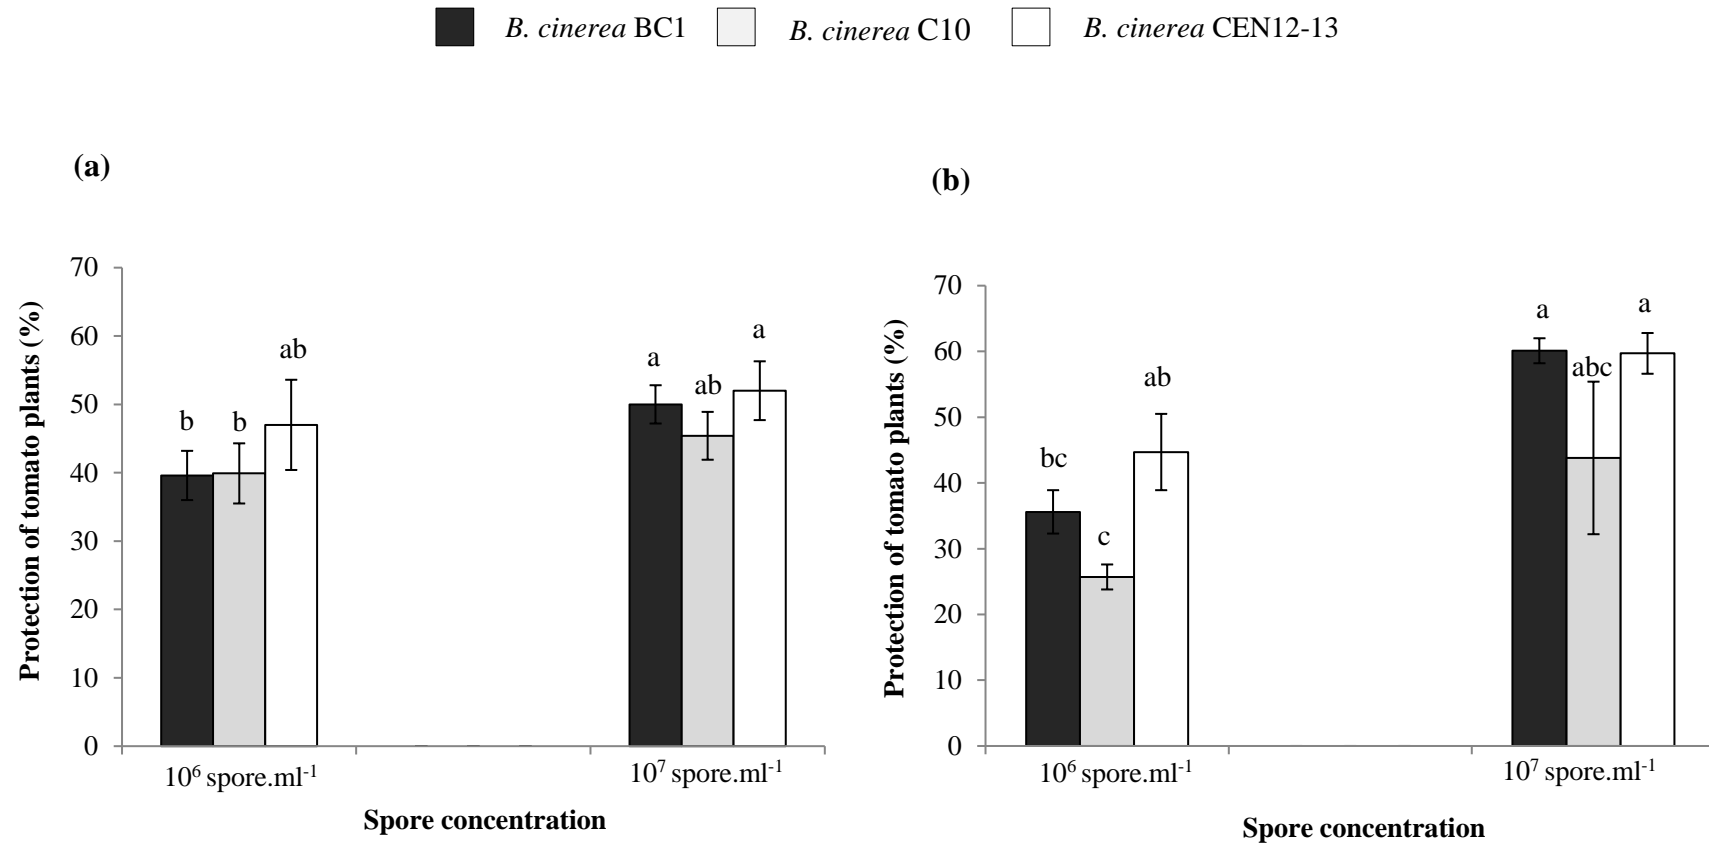 B. cinerea BC1 B. cinerea C10 B. cinerea CEN12-13
(a)
Protection of tomato plants (%)
70
60
50
40
30
20
10
0
b
b
ab
a
ab
a
10⁶ spore.ml⁻¹
10⁷ spore.ml⁻¹
Spore concentration
(b)
Protection of tomato plants (%)
70
60
50
40
30
20
10
0
bc
c
ab
a
abc
a
10⁶ spore.ml⁻¹
10⁷ spore.ml⁻¹
Spore concentration